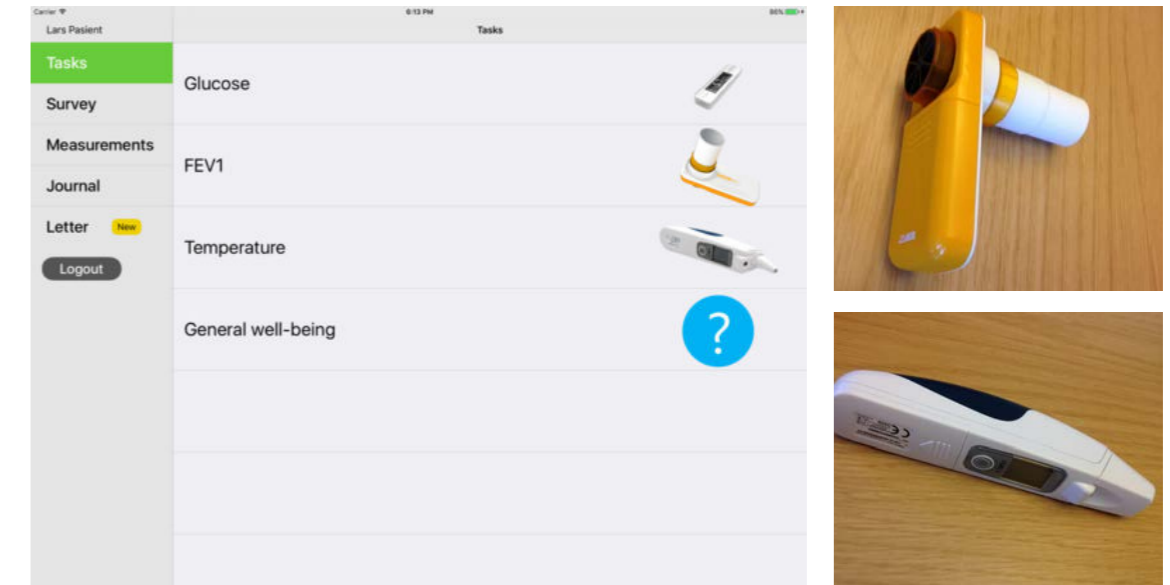 Carrier
6:13 PM
86%
Lars Pasient
Tasks
Tasks
Survey
Measurements
Journal
Letter New
Logout
Glucose
FEV1
Temperature
General well-being
?